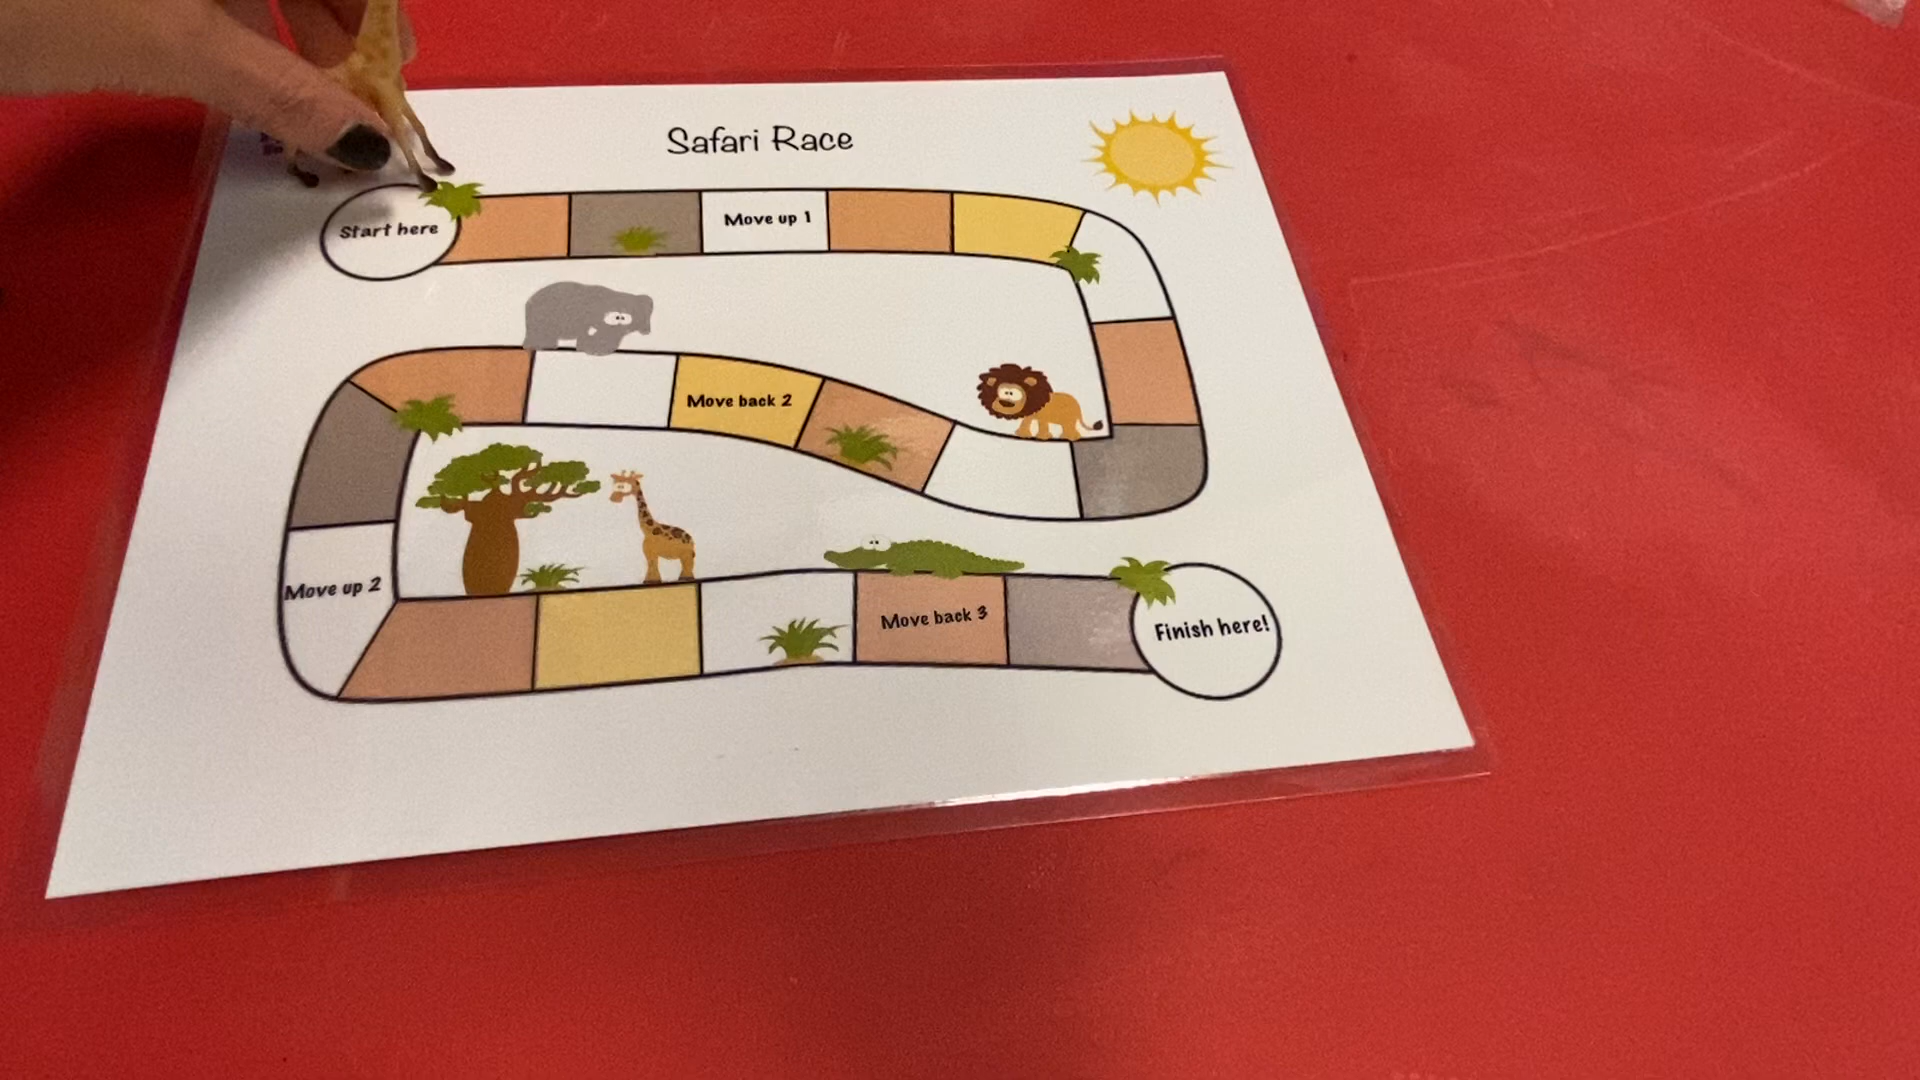 Safari Race
Start here
Move up 1
Move back 2
Move up 2
Move back 3
Finish here!